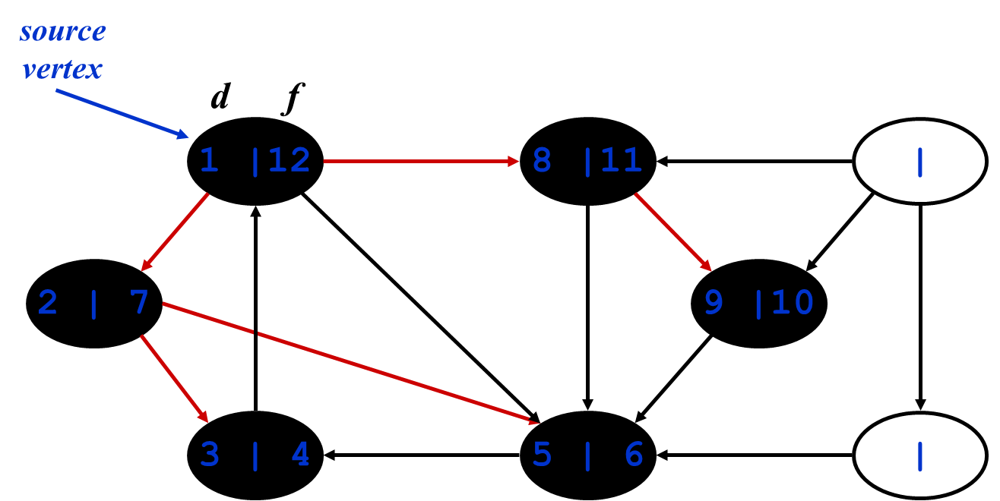 source
vertex
d f
1 |12
8 |11
|
2 | 7
9 |10
3 | 4
5 | 6
|